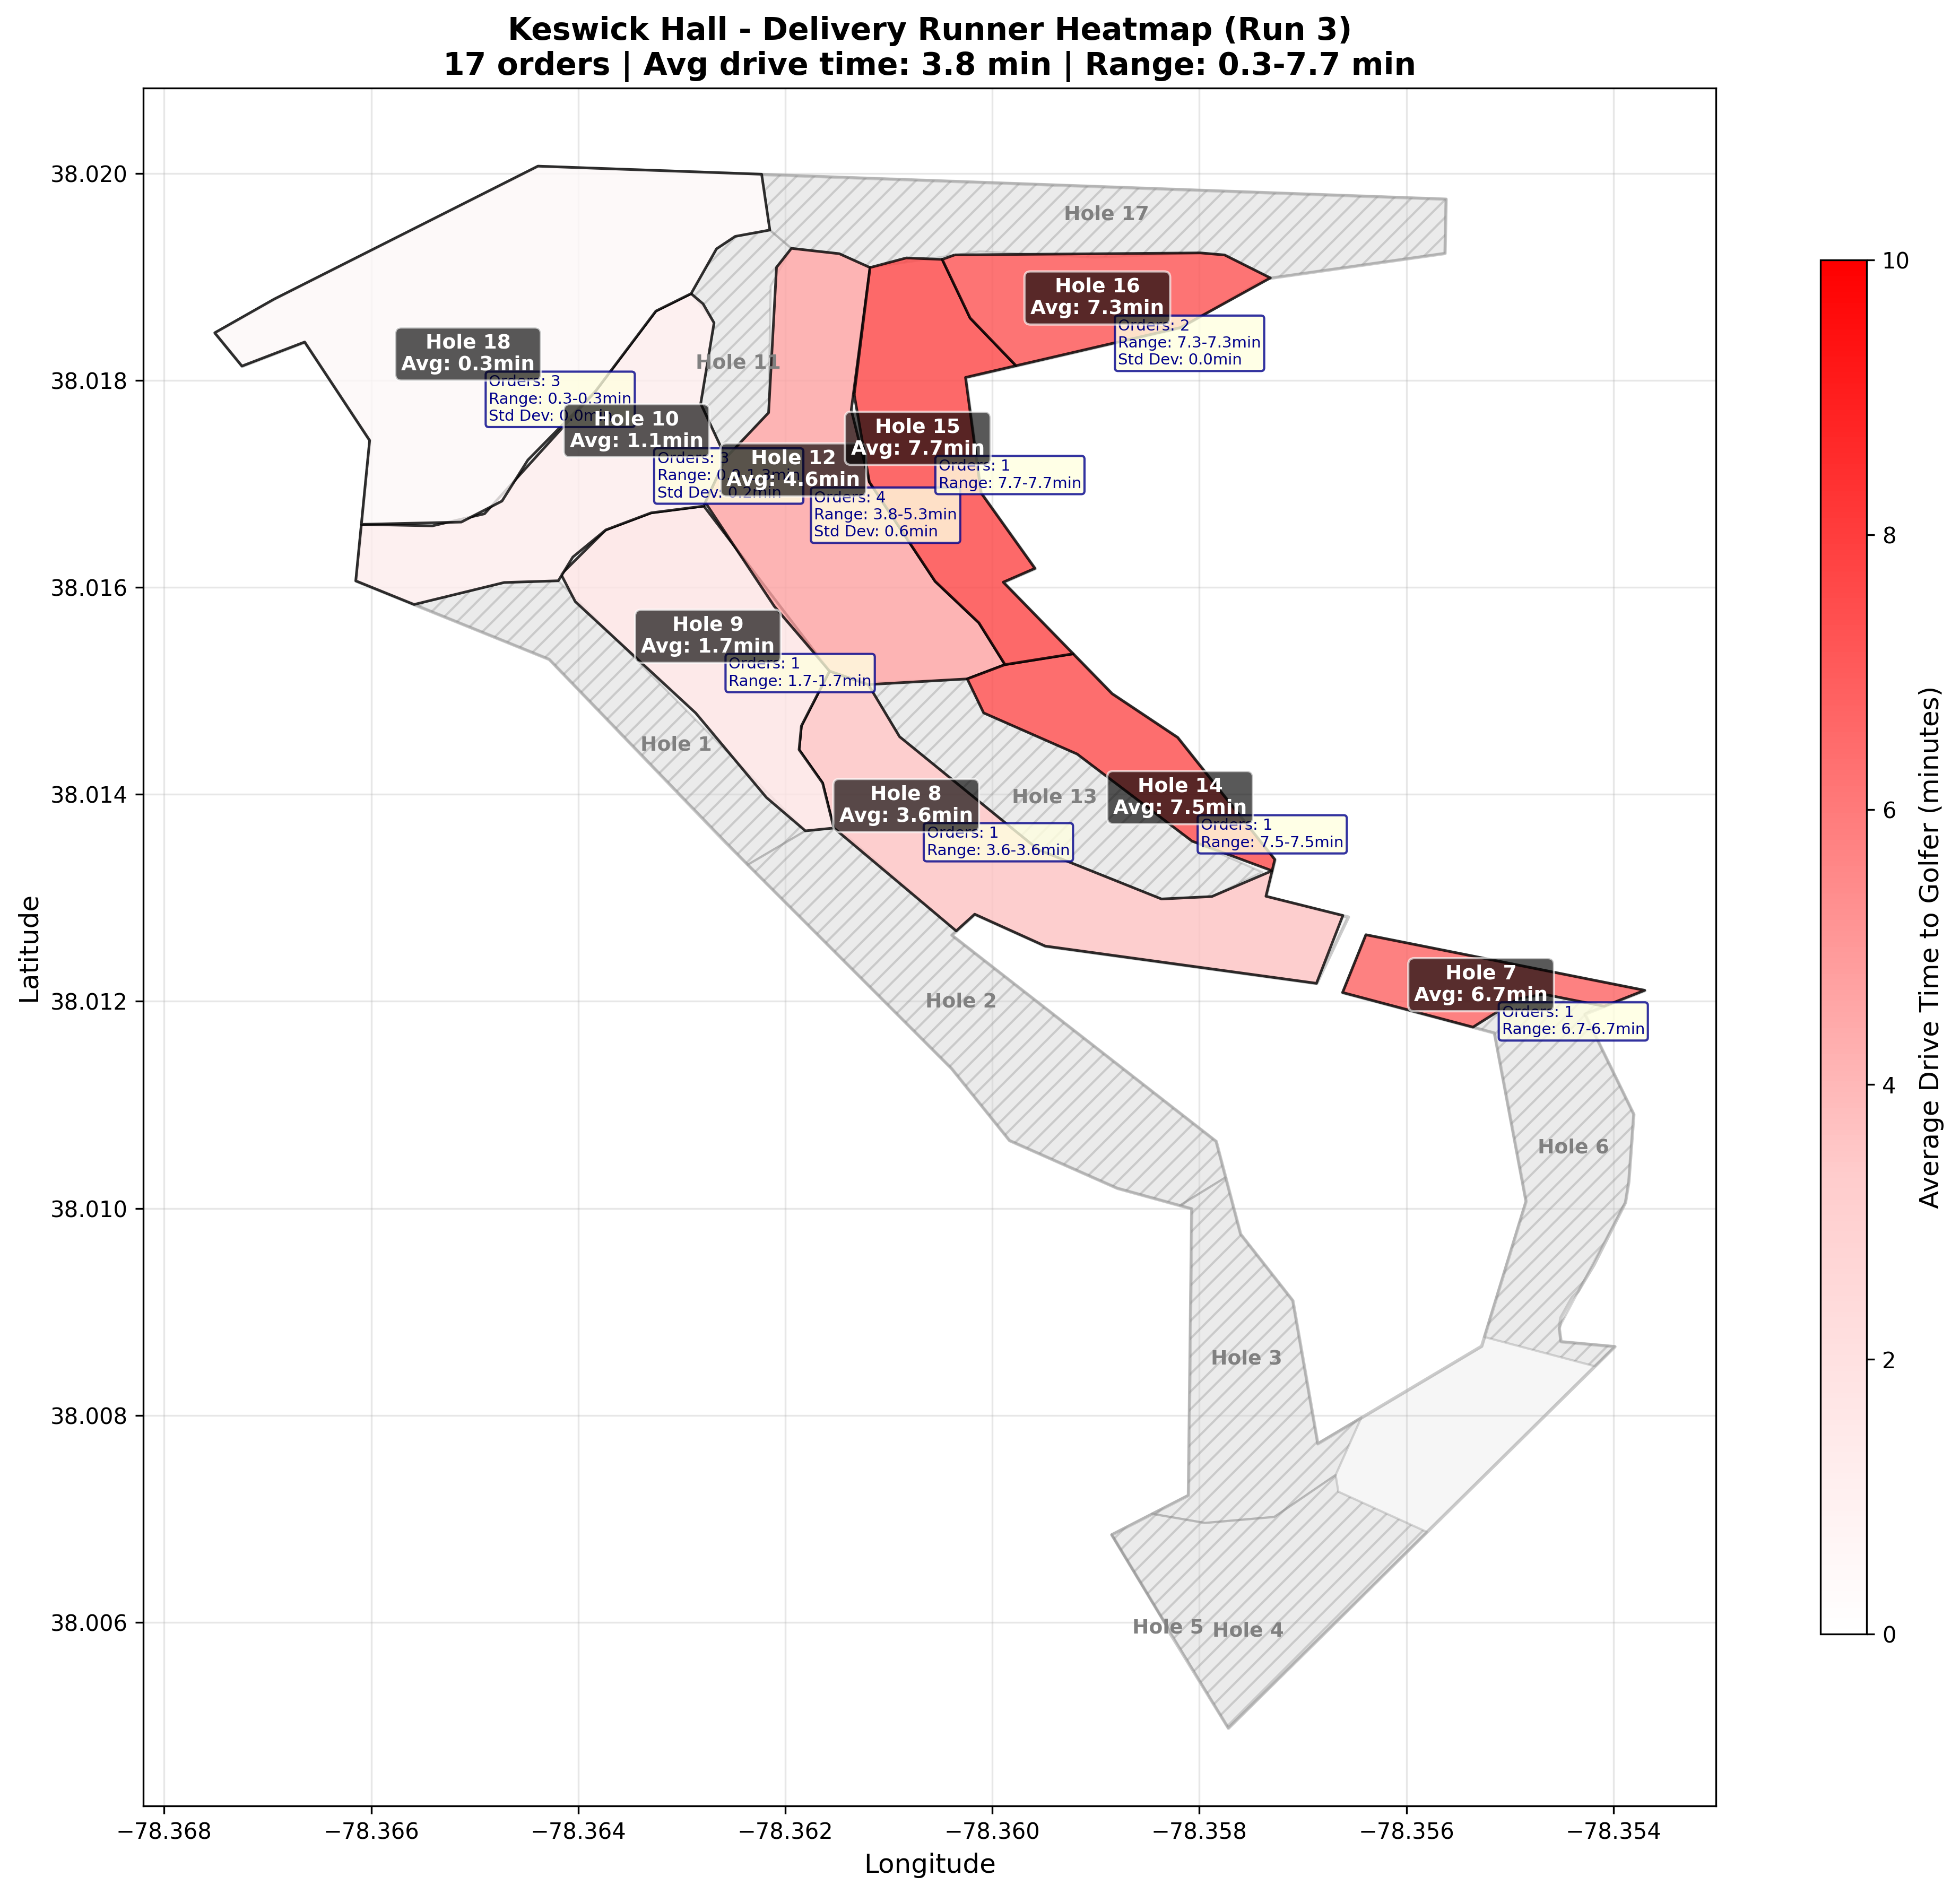 Keswick Hall - Delivery Runner Heatmap (Run 3)
17 orders | Avg drive time: 3.8 min | Range: 0.3-7.7 min
Latitude
38.020
38.018
38.016
38.014
38.012
38.010
38.008
38.006
Hole 17
Hole 16
Avg: 7.3min
Orders: 2
Range: 7.3-7.3min
Std Dev: 0.0min
Hole 11
Hole 18
Avg: 0.3min
Orders: 3
Range: 0.3-0.3min
Std Dev: 0.0min
Hole 10
Avg: 1.1min
Orders: 3
Range:
Std Dev: 0.2min
Hole 12
Avg: 4.6min
Orders: 4
Range: 3.8-5.3min
Std Dev: 0.6min
Hole 15
Avg: 7.7min
Orders: 1
Range: 7.7-7.7min
Hole 9
Avg: 1.7min
Orders: 1
Range: 1.7-1.7min
Hole 1
Hole 8
Avg: 3.6min
Orders: 1
Range: 3.6-3.6min
Hole 13
Hole 14
Avg: 7.5min
Orders: 1
Range: 7.5-7.5min
Hole 2
Hole 7
Avg: 6.7min
Orders: 1
Range: 6.7-6.7min
Hole 6
Hole 3
Hole 5
Hole 4
−78.368
−78.366
−78.364
−78.362
−78.360
−78.358
−78.356
−78.354
Longitude
10
8
6
4
2
0
Average Drive Time to Golfer (minutes)